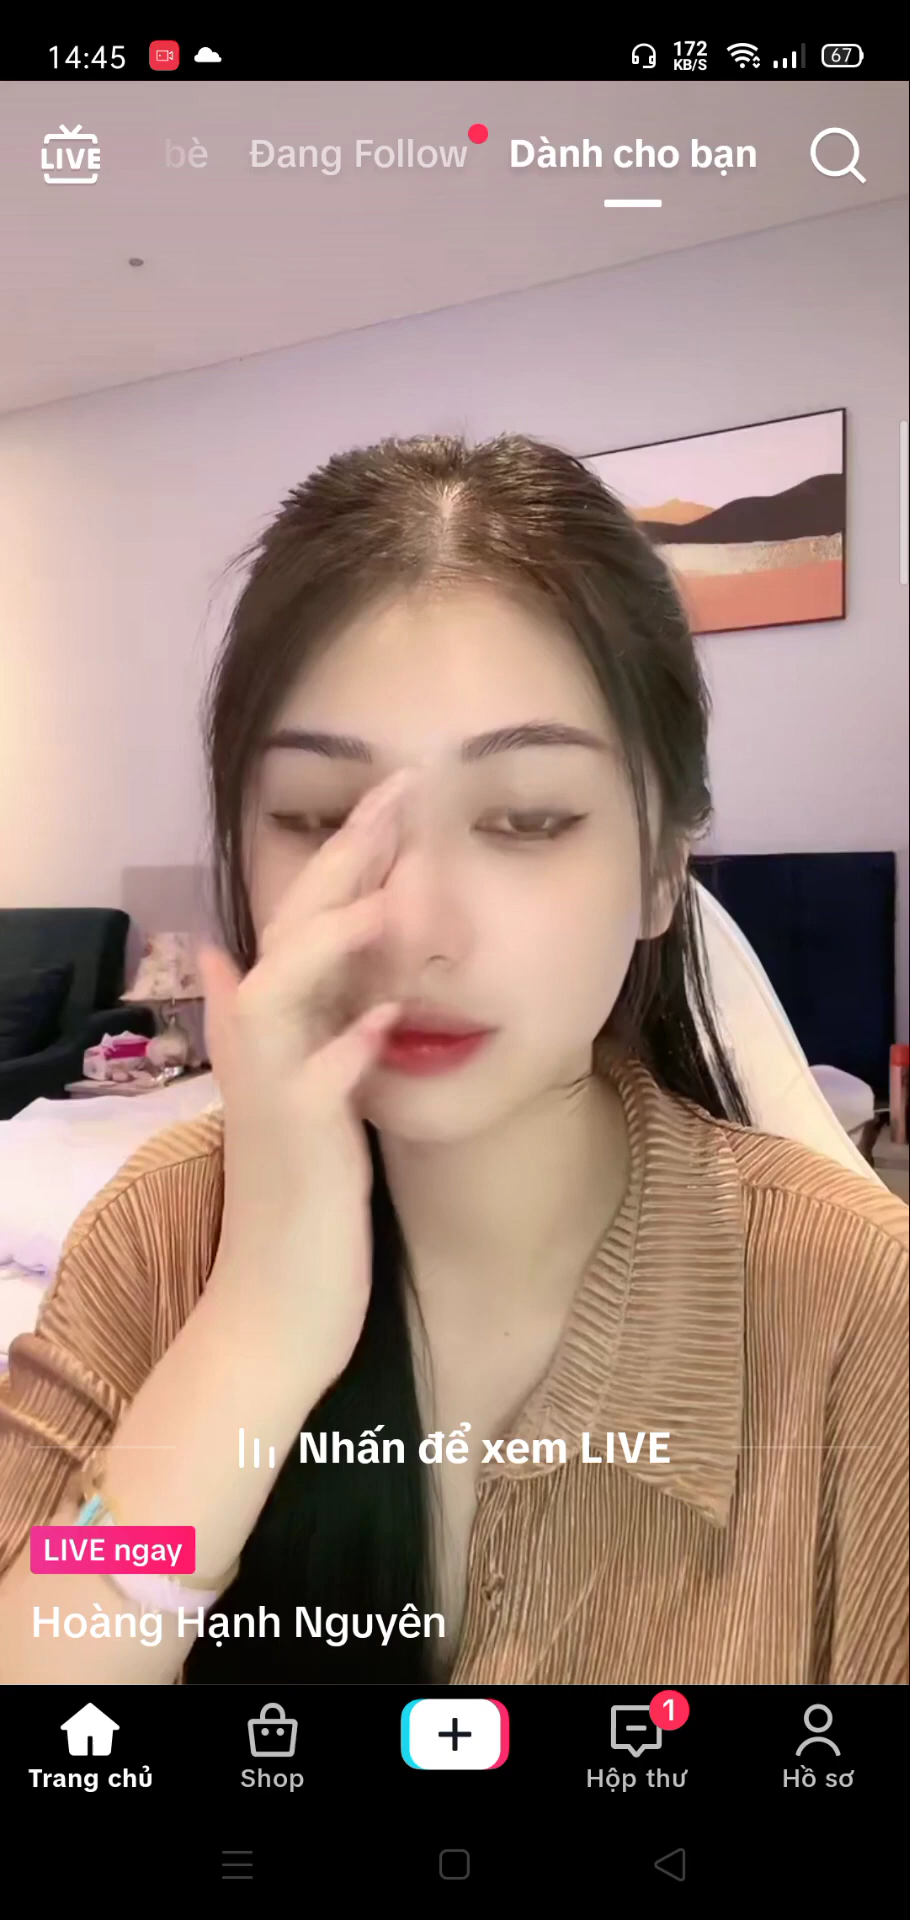 14:45
172
KB/S
67
LIVE
bè
Đang Follow
Dành cho bạn
Nhấn để xem LIVE
LIVE ngay
Hoàng Hạnh Nguyên
1
Trang chủ
Shop
Hộp thư
Hồ sơ